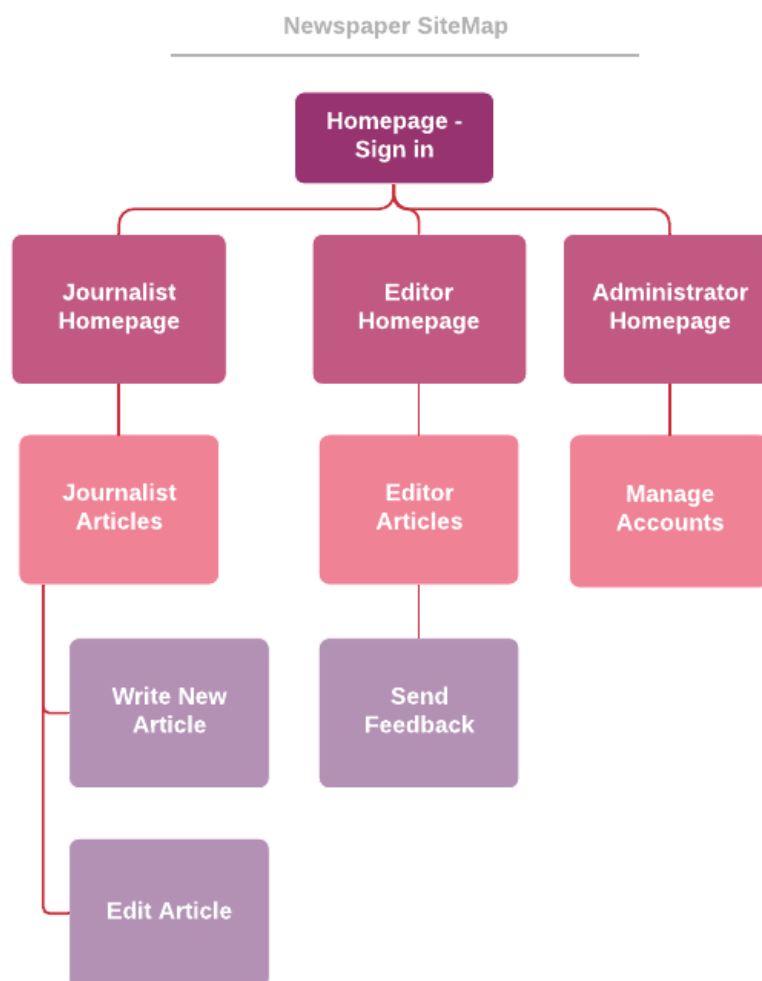 Newspaper SiteMap
Homepage -
Sign in
Journalist
Homepage
Editor
Homepage
Administrator
Homepage
Journalist
Articles
Editor
Articles
Manage
Accounts
Write New
Article
Send
Feedback
Edit Article